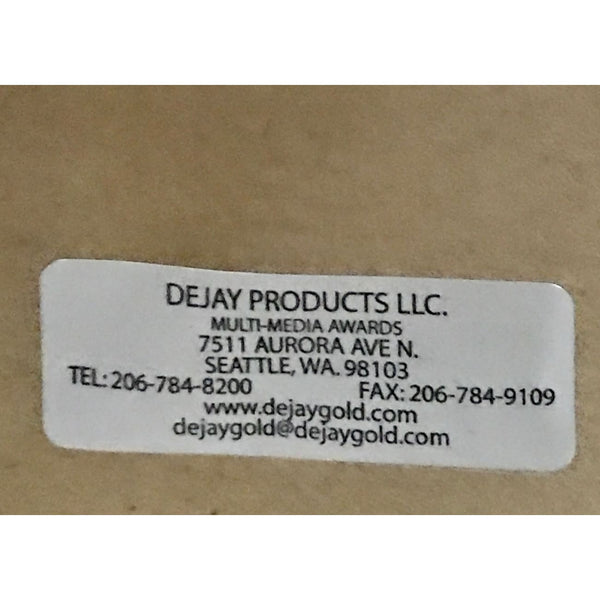 DEJAY PRODUCTS LLC.
MULTI-MEDIA AWARDS
7511 AURORA AVE N.
SEATTLE, WA. 98103
TEL: 206-784-8200 FAX: 206-784-9109
www.dejaygold.com
dejaygold@dejaygold.com